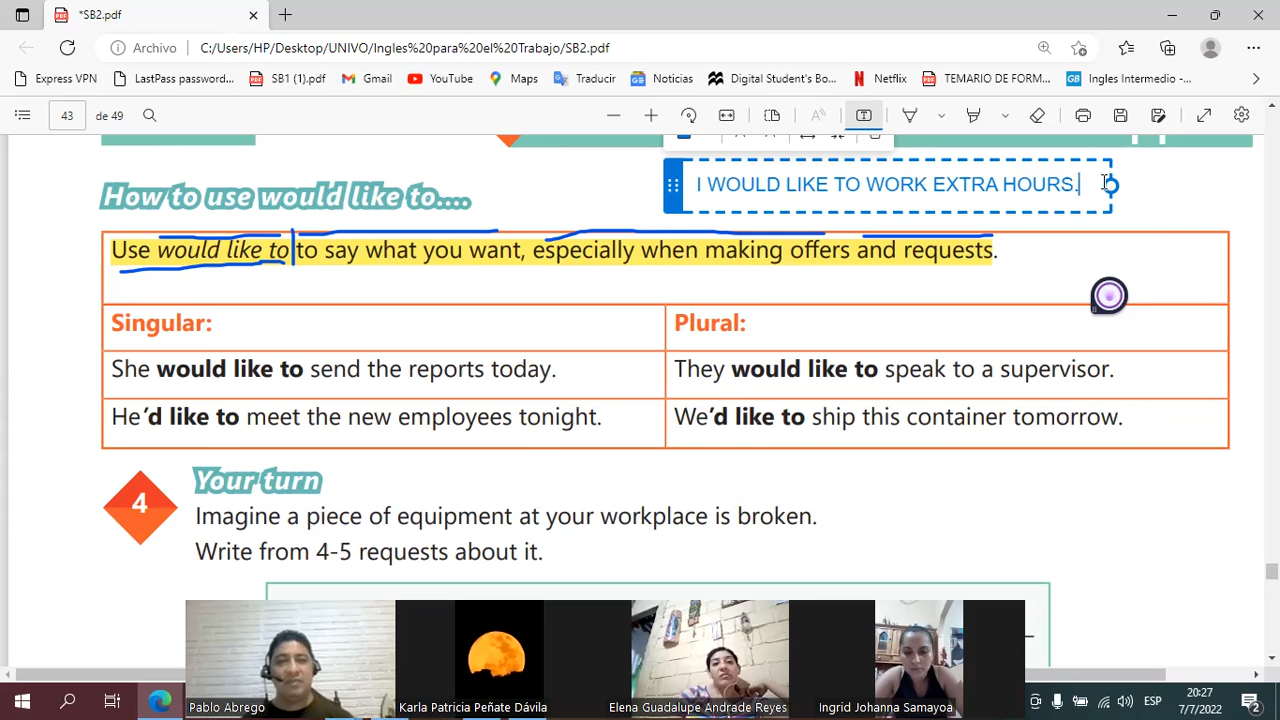 *SB2.pdf
Archivo
C:/Users/HP/Desktop/UNIVO/Ingles%20para%20el%20Trabajo/SB2.pdf
Express VPN
LastPass password...
SB1 (1).pdf
Gmail
YouTube
Maps
Traducir
Noticias
Digital Student's Bo...
Netflix
TEMARIO DE FORM...
Ingles Intermedio -...
43
de 49
I WOULD LIKE TO WORK EXTRA HOURS.
How to use would like to....
Use would like to to say what you want, especially when making offers and requests.
Singular:
Plural:
She would like to send the reports today.
They would like to speak to a supervisor.
He'd like to meet the new employees tonight.
We'd like to ship this container tomorrow.
4
Your turn
Imagine a piece of equipment at your workplace is broken.
Write from 4-5 requests about it.
Pablo Abrego
Karla Patricia Peñate Dávila
Elena Guadalupe Andrade Reyes
Ingrid Johanna Samayoa
ESP
20:27
7/7/2022
2